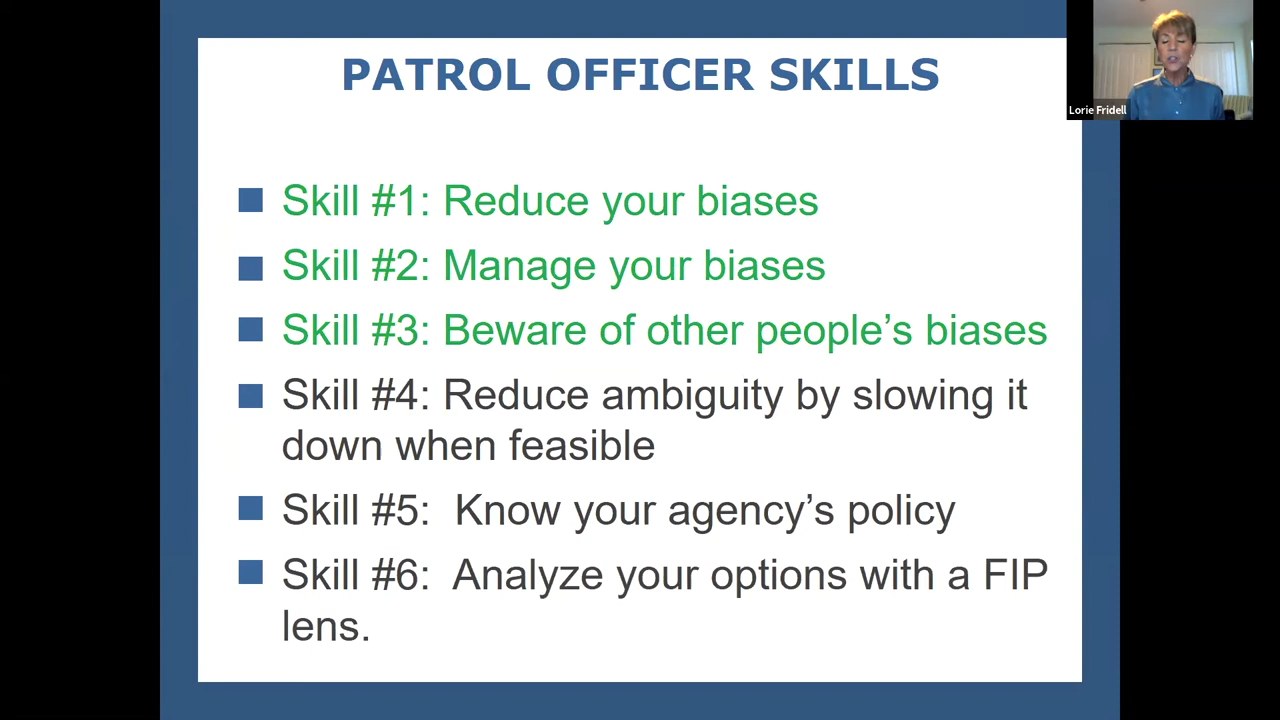 PATROL OFFICER SKILLS
Lorie Fridell
Skill #1: Reduce your biases
Skill #2: Manage your biases
Skill #3: Beware of other people’s biases
Skill #4: Reduce ambiguity by slowing it
down when feasible
Skill #5:  Know your agency’s policy
Skill #6:  Analyze your options with a FIP
lens.